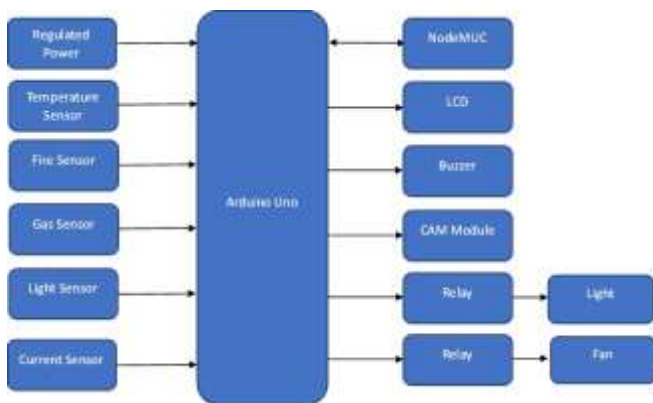 Regulated
Power
Temperature
Sensor
Fire Sensor
Gas Sensor
Light Sensor
Current Sensor
Arduino Uno
NodeMUC
LCD
Buzzer
CAM Module
Relay
Light
Relay
Fan